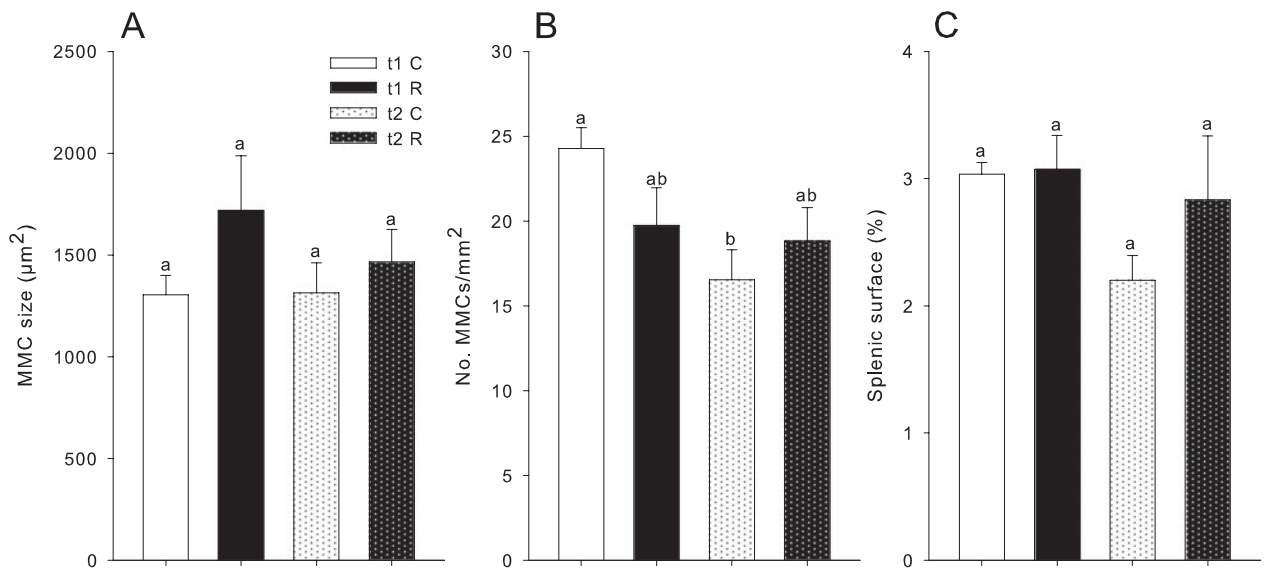 A
MMC size (µm2)
2500
2000
1500
1000
500
0
a
a
a
a
t1 C
t1 R
t2 C
t2 R
B
No. MMCs/mm2
30
25
20
15
10
5
0
a
ab
b
ab
C
Splenic surface (%)
4
3
2
1
0
a
a
a
a